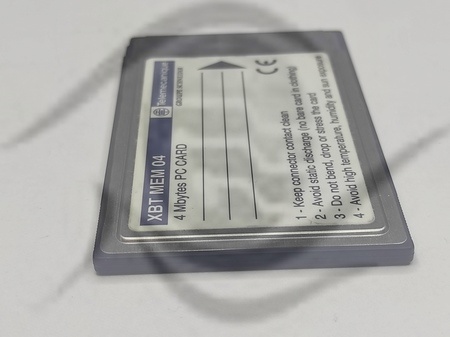 Telemecanique
GROUPE SCHNEIDER
XBT MEM 04
4 Mbytes PC CARD
CE
1 - Keep connector contact clean
2 - Avoid static discharge (no bare card in clothing)
3 - Do not bend, drop or stress the card
4 - Avoid high temperature, humidity and sun exposure